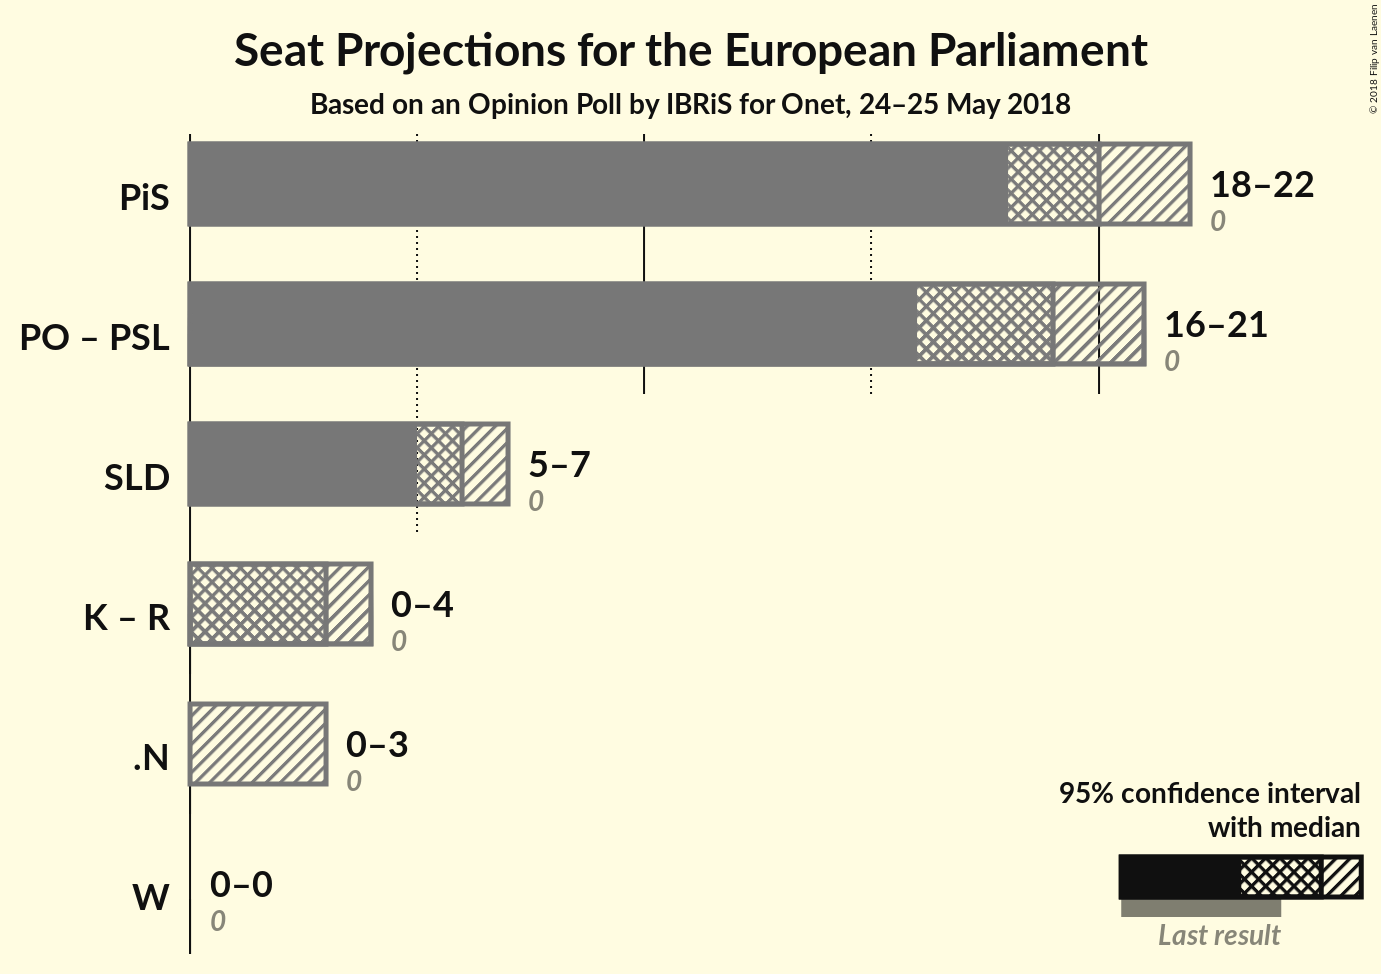 Seat Projections for the European Parliament
Based on an Opinion Poll by IBRiS for Onet, 24–25 May 2018
© 2018 Filip van Laenen
PiS
18–22
0
PO – PSL
16–21
0
SLD
5–7
0
K – R
0–4
0
.N
0–3
0
W
0–0
0
95% confidence interval
with median
Last result